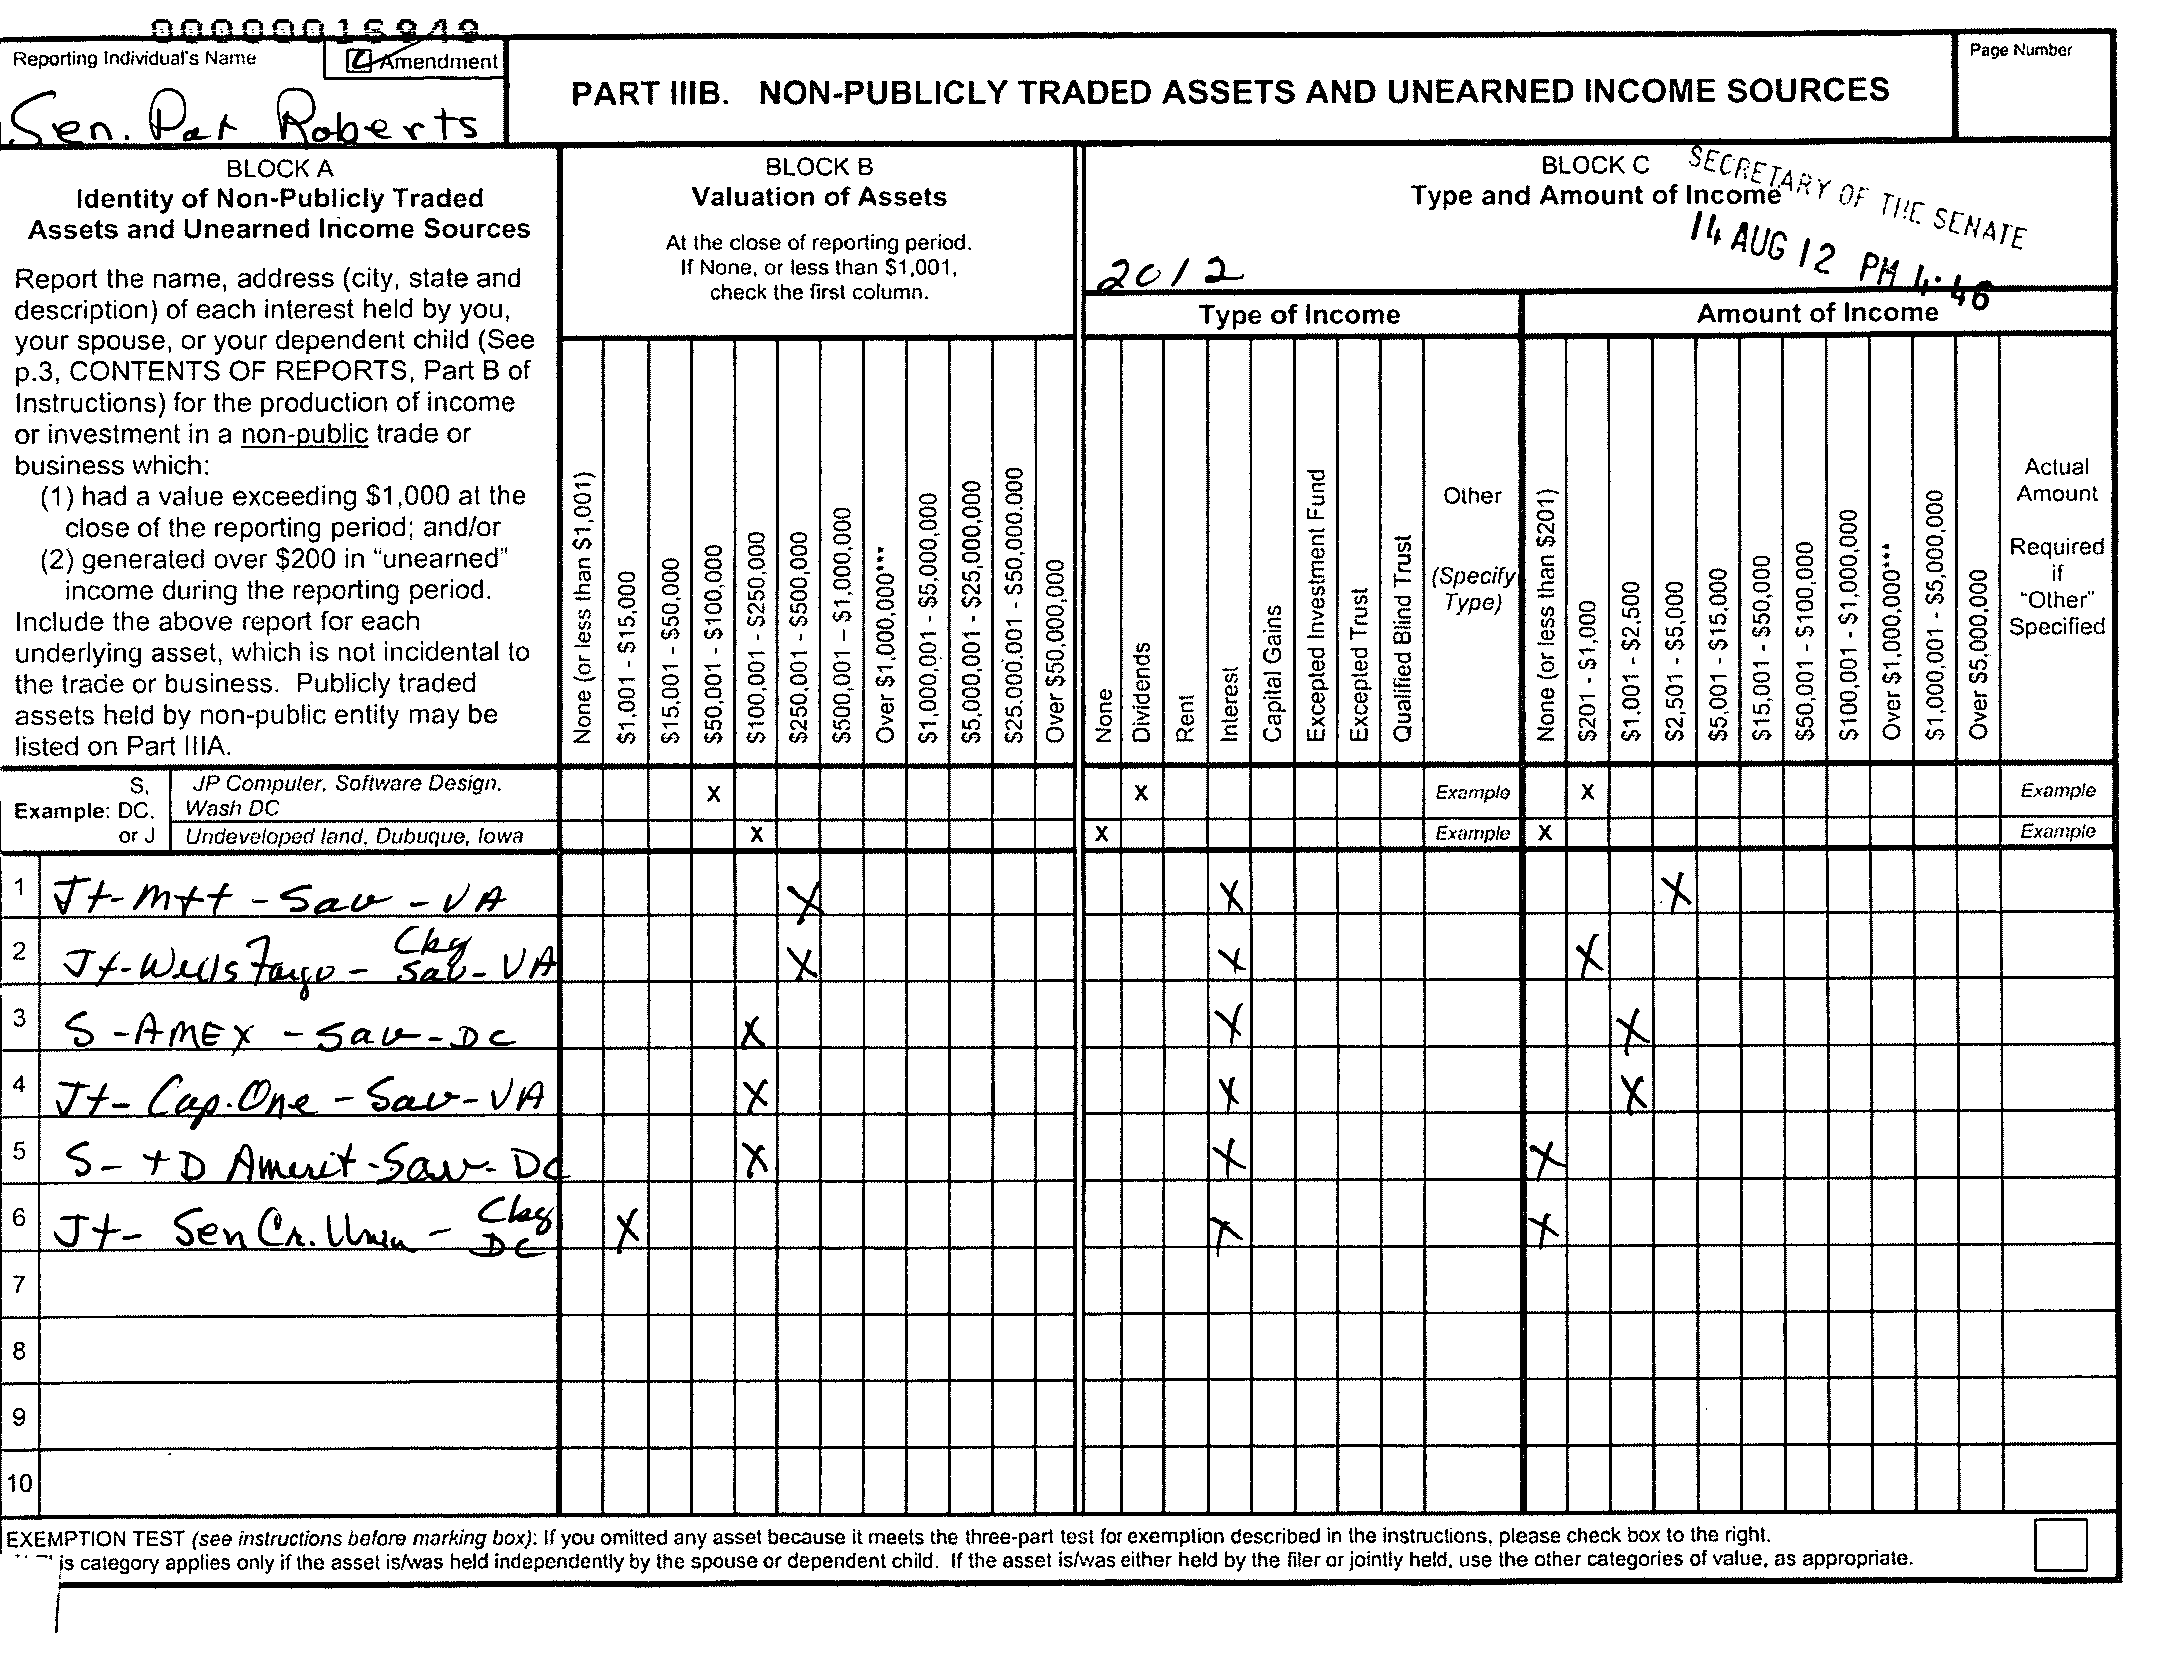 000000015949
Reporting Individual's Name
Amendment
Sen. Pat Roberts
PART IIIB. NON-PUBLICLY TRADED ASSETS AND UNEARNED INCOME SOURCES
Page Number
BLOCK A
Identity of Non-Publicly Traded
Assets and Unearned Income Sources
Report the name, address (city, state and
description) of each interest held by you,
your spouse, or your dependent child (See
p.3, CONTENTS OF REPORTS, Part B of
Instructions) for the production of income
or investment in a non-public trade or
business which:
(1) had a value exceeding $1,000 at the
close of the reporting period; and/or
(2) generated over $200 in "unearned"
income during the reporting period.
Include the above report for each
underlying asset, which is not incidental to
the trade or business. Publicly traded
assets held by non-public entity may be
listed on Part IIIA.
BLOCK B
Valuation of Assets
At the close of reporting period.
If None, or less than $1,001,
check the first column.
None (or less than $1,001)
$1,001 - $15,000
$15,001 - $50,000
$50,001 - $100,000
$100,001 - $250,000
$250,001 - $500,000
$500,001 – $1,000,000
Over $1,000,000***
$1,000,001 - $5,000,000
$5,000,001 - $25,000,000
$25,000,001 - $50,000,000
Over $50,000,000
BLOCK C
Type and Amount of Income
SECRETARY OF THE SENATE
14 AUG 12 PM 4:46
2012
Type of Income
None
Dividends
Rent
Interest
Capital Gains
Excepted Investment Fund
Excepted Trust
Qualified Blind Trust
Other
(Specify
Type)
Amount of Income
None (or less than $201)
$201 - $1,000
$1,001 - $2,500
$2,501 - $5,000
$5,001 - $15,000
$15,001 - $50,000
$50,001 - $100,000
$100,001 - $1,000,000
Over $1,000,000***
$1,000,001 - $5,000,000
Over $5,000,000
Actual
Amount
Required
if
"Other"
Specified
Example: S, DC, or J
JP Computer, Software Design,
Wash DC X X Example X Example
Undeveloped land, Dubuque, Iowa X X Example X Example
1 Jt-Mtt - Sav - VA X X X
2 Jt-Wells Fargo - Ckg Sav - VA X X X
3 S - AMEX - Sav - DC X X X
4 Jt- Cap. One - Sav - VA X X X
5 S- TD Amerit - Sav - DC X X X
6 Jt- Sen Cr. Union - Ckg DC X X X
7
8
9
10
EXEMPTION TEST (see instructions before marking box): If you omitted any asset because it meets the three-part test for exemption described in the instructions, please check box to the right.
is category applies only if the asset is/was held independently by the spouse or dependent child. If the asset is/was either held by the filer or jointly held, use the other categories of value, as appropriate.